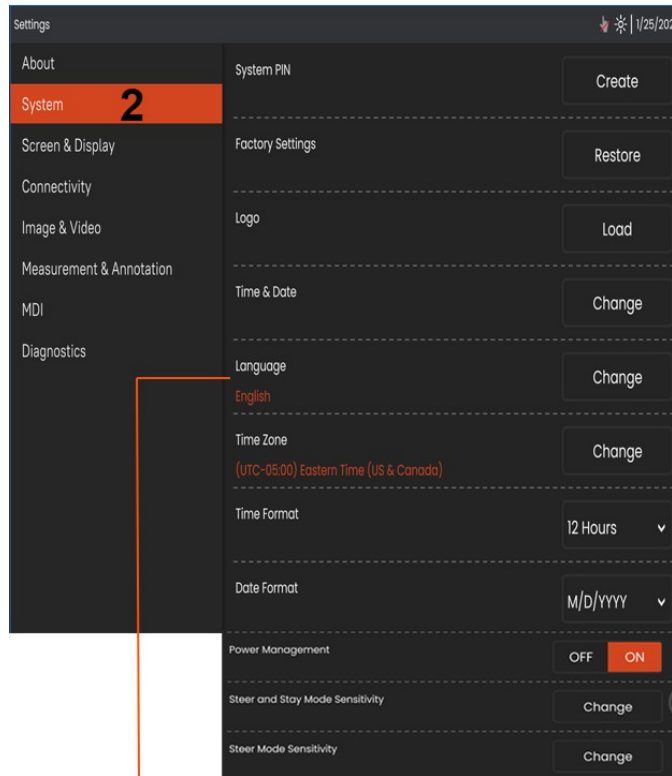 Settings
1/25/202
About
System 2
Screen & Display
Connectivity
Image & Video
Measurement & Annotation
MDI
Diagnostics
System PIN
Create
Factory Settings
Restore
Logo
Load
Time & Date
Change
Language
English
Change
Time Zone
(UTC-05:00) Eastern Time (US & Canada)
Change
Time Format
12 Hours
Date Format
M/D/YYYY
Power Management
OFF ON
Steer and Stay Mode Sensitivity
Change
Steer Mode Sensitivity
Change